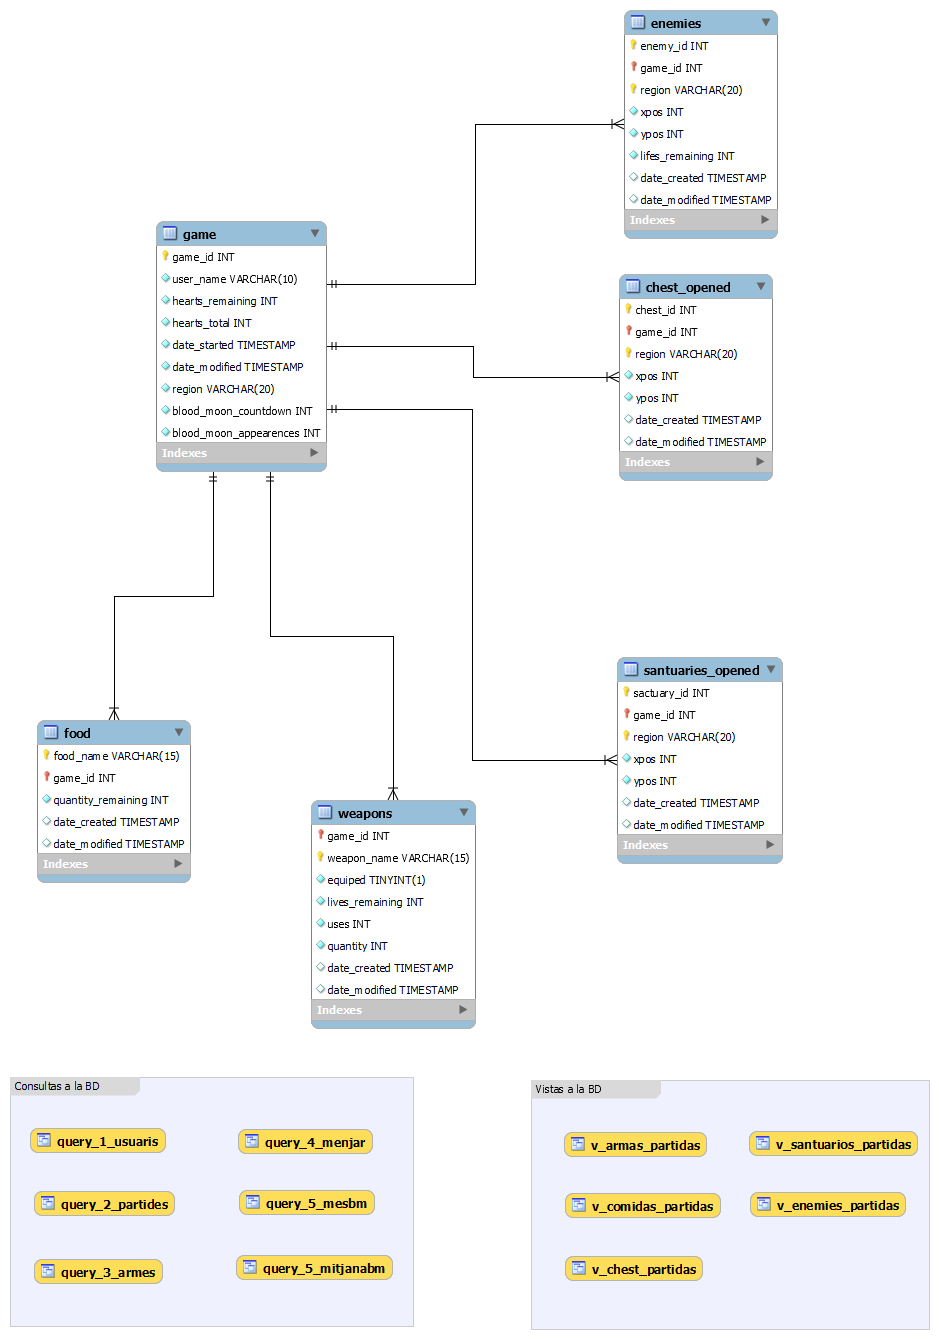 enemies
enemy_id INT
game_id INT
region VARCHAR(20)
xpos INT
ypos INT
lifes_remaining INT
date_created TIMESTAMP
date_modified TIMESTAMP
Indexes
game
game_id INT
user_name VARCHAR(10)
hearts_remaining INT
hearts_total INT
date_started TIMESTAMP
date_modified TIMESTAMP
region VARCHAR(20)
blood_moon_countdown INT
blood_moon_appearences INT
Indexes
chest_opened
chest_id INT
game_id INT
region VARCHAR(20)
xpos INT
ypos INT
date_created TIMESTAMP
date_modified TIMESTAMP
Indexes
santuaries_opened
sactuary_id INT
game_id INT
region VARCHAR(20)
xpos INT
ypos INT
date_created TIMESTAMP
date_modified TIMESTAMP
Indexes
food
food_name VARCHAR(15)
game_id INT
quantity_remaining INT
date_created TIMESTAMP
date_modified TIMESTAMP
Indexes
weapons
game_id INT
weapon_name VARCHAR(15)
equiped TINYINT(1)
lives_remaining INT
uses INT
quantity INT
date_created TIMESTAMP
date_modified TIMESTAMP
Indexes
Consultas a la BD
query_1_usuaris
query_4_menjar
query_2_partides
query_5_mesbm
query_3_armes
query_5_mitjanabm
Vistas a la BD
v_armas_partidas
v_santuarios_partidas
v_comidas_partidas
v_enemies_partidas
v_chest_partidas